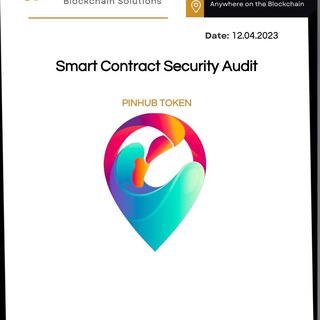 Blockchain Solutions
Anywhere on the Blockchain
Date: 12.04.2023
Smart Contract Security Audit
PINHUB TOKEN